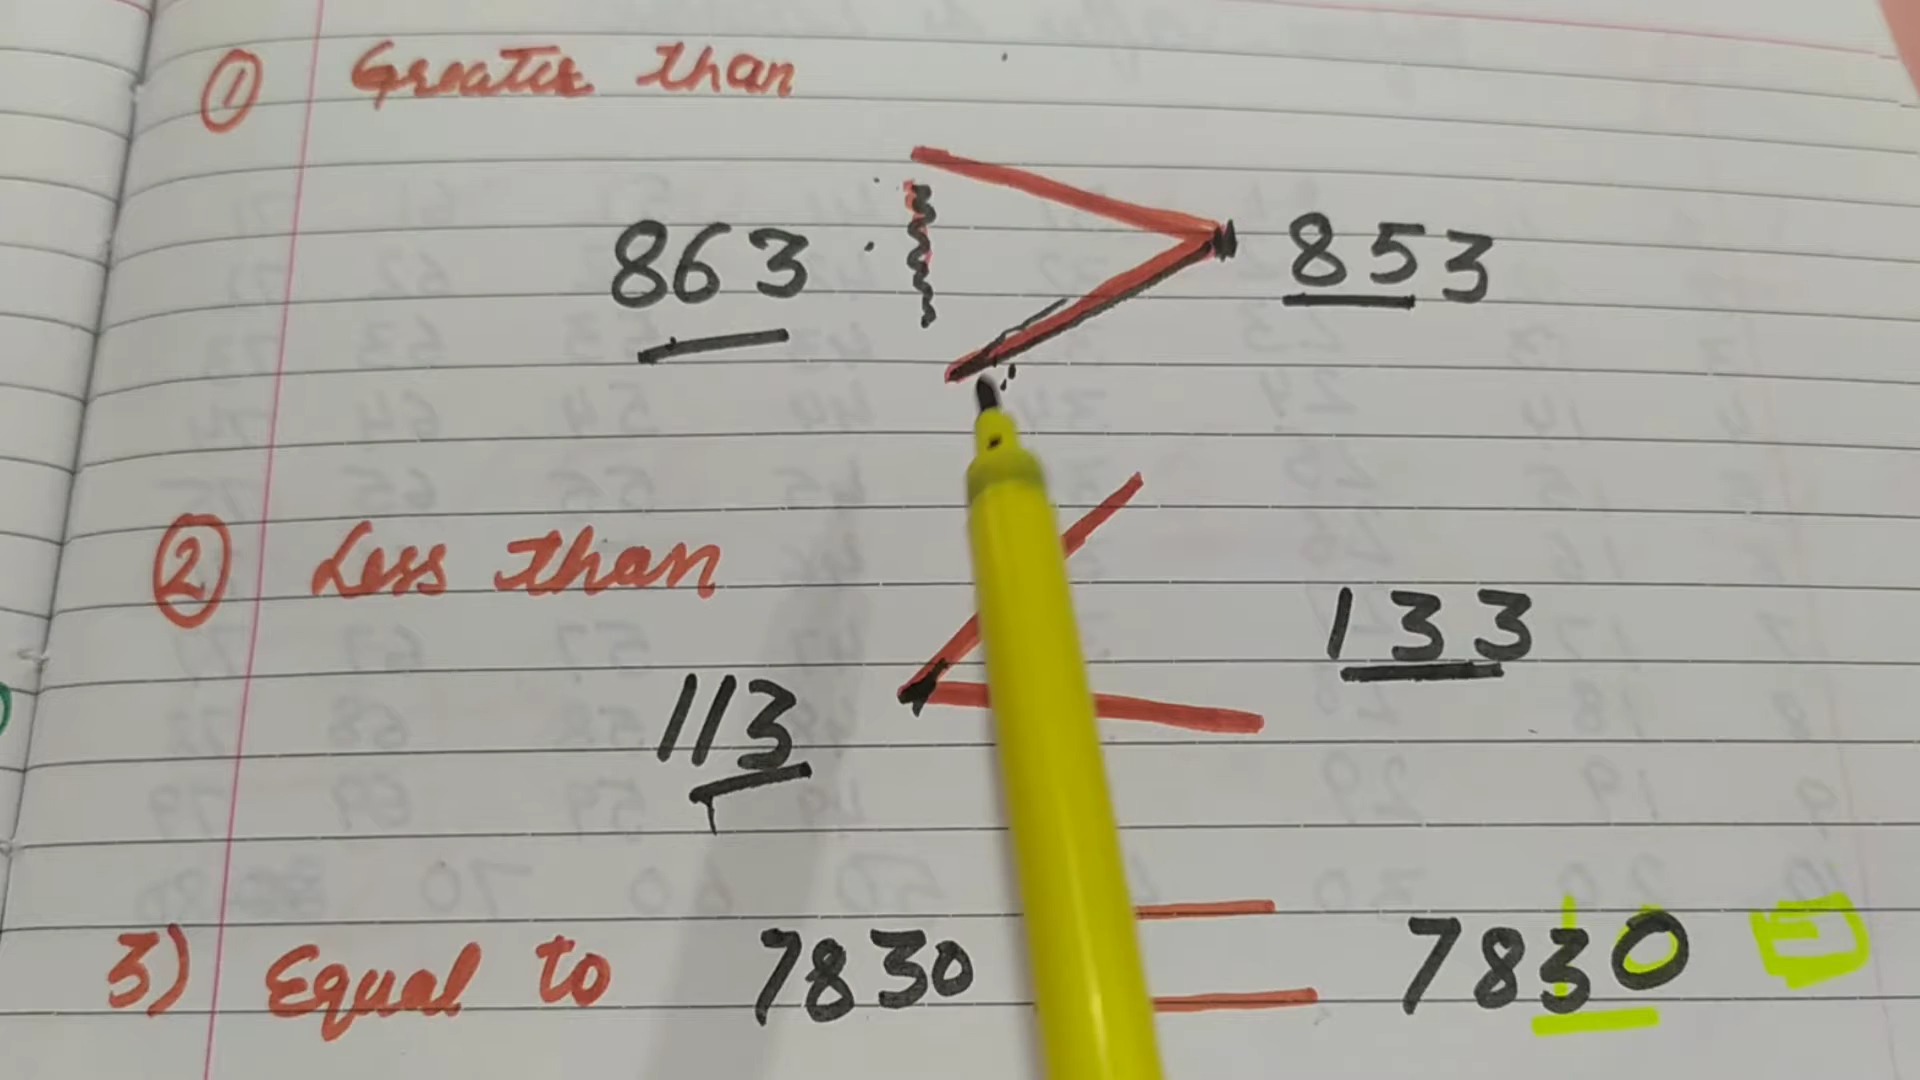 ① Greater than
863 > 853
② Less than
113 < 133
3) Equal to 7830 = 7830 =